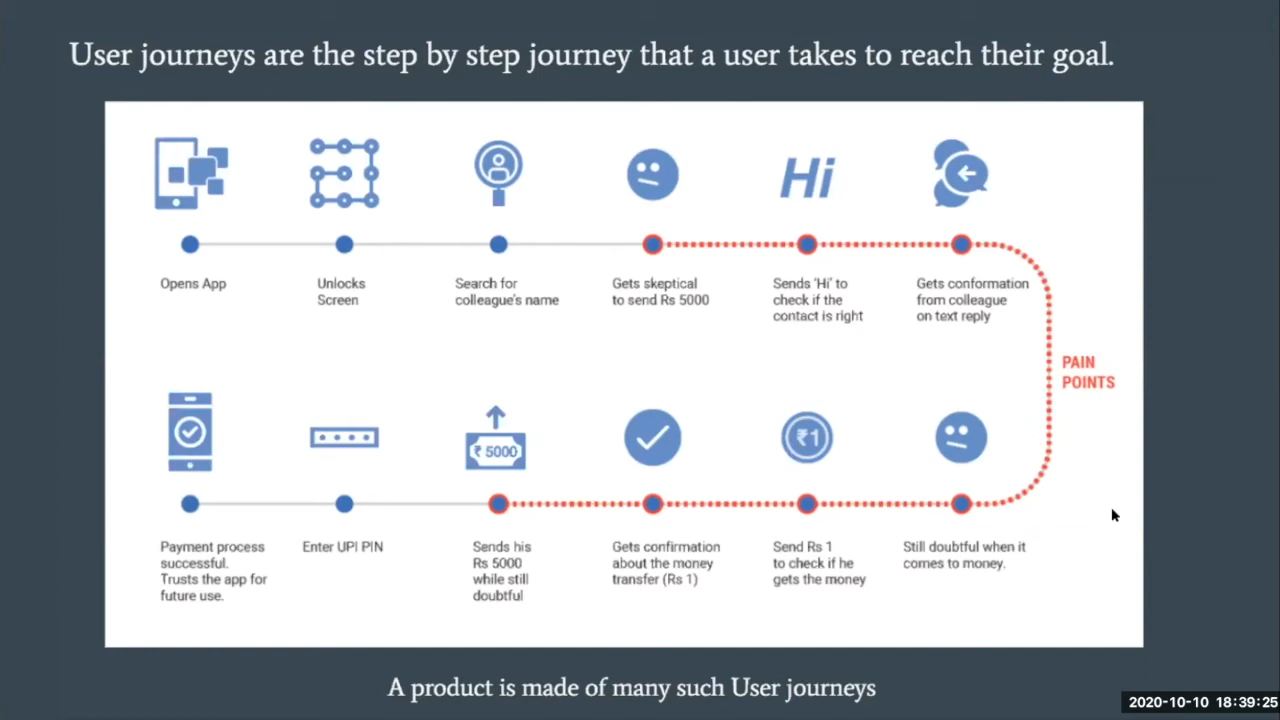 User journeys are the step by step journey that a user takes to reach their goal.
Hi
Opens App
Unlocks
Screen
Search for
colleague's name
Gets skeptical
to send Rs 5000
Sends 'Hi' to
check if the
contact is right
Gets conformation
from colleague
on text reply
PAIN
POINTS
₹ 5000
₹1
Payment process
successful.
Trusts the app for
future use.
Enter UPI PIN
Sends his
Rs 5000
while still
doubtful
Gets confirmation
about the money
transfer (Rs 1)
Send Rs 1
to check if he
gets the money
Still doubtful when it
comes to money.
A product is made of many such User journeys
2020-10-10 18:39:25